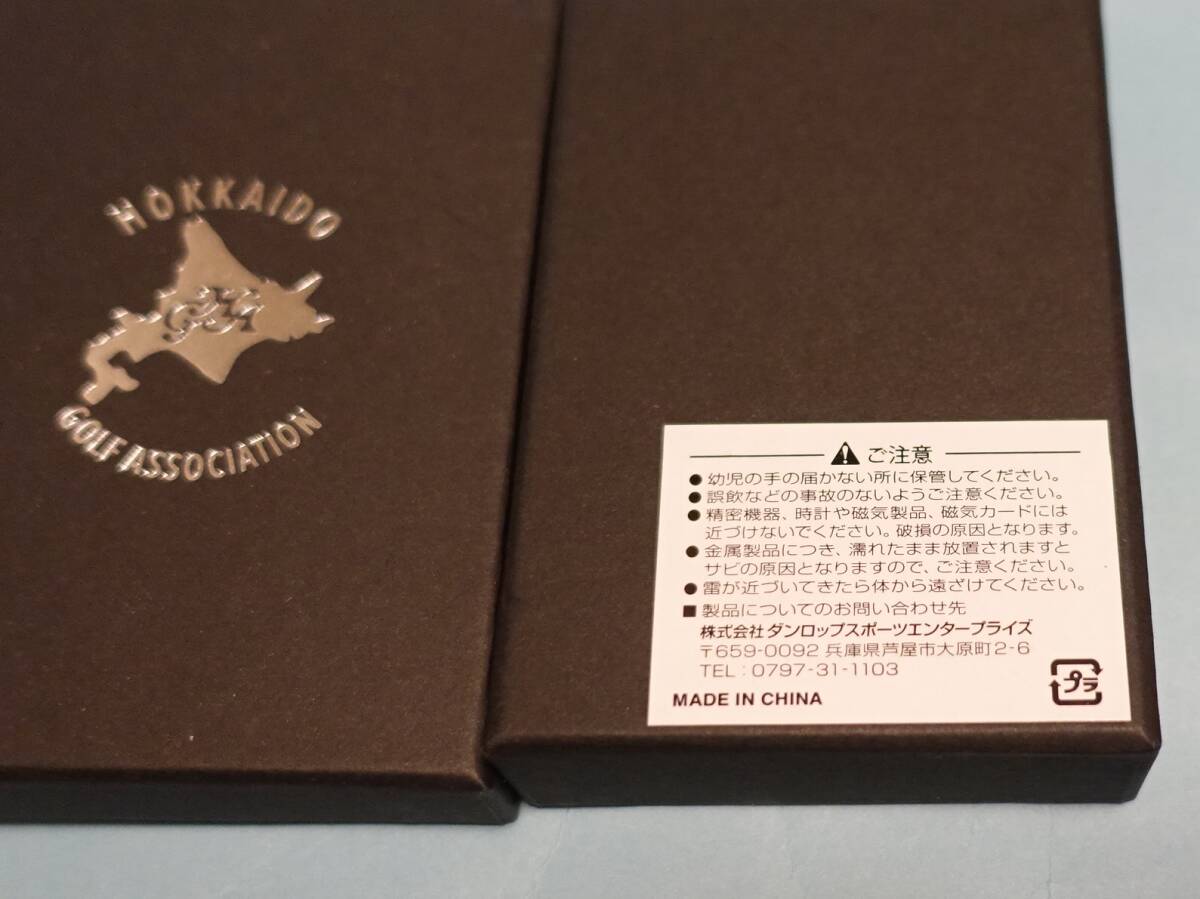 HOKKAIDO
GOLF ASSOCIATION
ご注意
●幼児の手の届かない所に保管してください。
●誤飲などの事故のないようご注意ください。
●精密機器、時計や磁気製品、磁気カードには
近づけないでください。破損の原因となります。
●金属製品につき、濡れたまま放置されますと
サビの原因となりますので、ご注意ください。
●雷が近づいてきたら体から遠ざけてください。
■製品についてのお問い合わせ先
株式会社ダンロップスポーツエンタープライズ
〒659-0092 兵庫県芦屋市大原町2-6
TEL:0797-31-1103
プラ
MADE IN CHINA